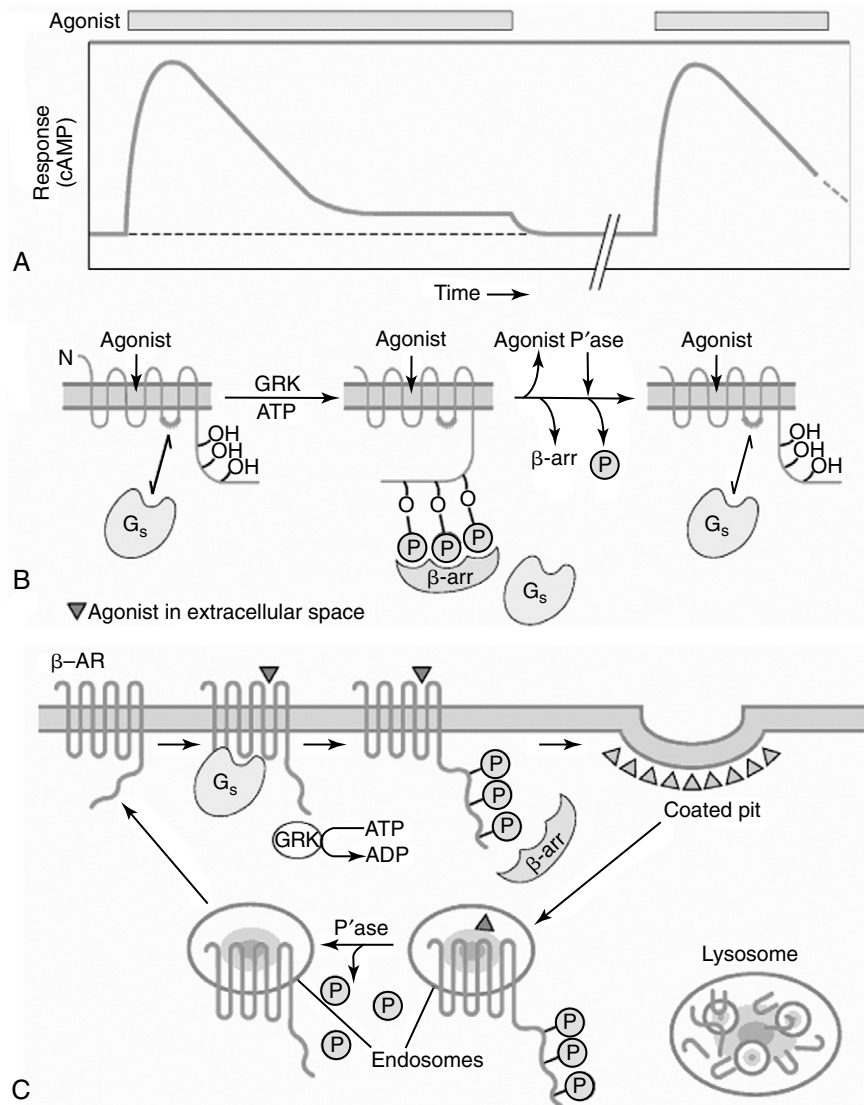 Agonist
Response
(cAMP)
A
Time
N
Agonist
GRK
ATP
Agonist
Agonist P′ase
Agonist
OH
OH
OH
Gs
O
O
O
P
P
P
β-arr
Gs
β-arr
P
OH
OH
OH
Gs
B
Agonist in extracellular space
β–AR
Gs
GRK
ATP
ADP
P
P
P
β-arr
Coated pit
P′ase
P
P
P
Endosomes
P
P
P
Lysosome
C